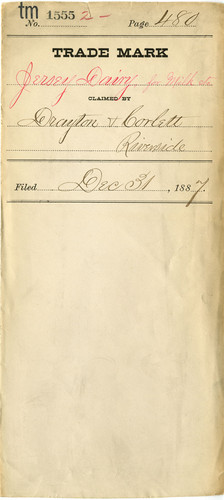 tm
No. 1555 2- Page 480
TRADE MARK
Jersey Dairy, for Milk etc
CLAIMED BY
Drayton & Corlett
Riverside
Filed Dec 31, 1887.